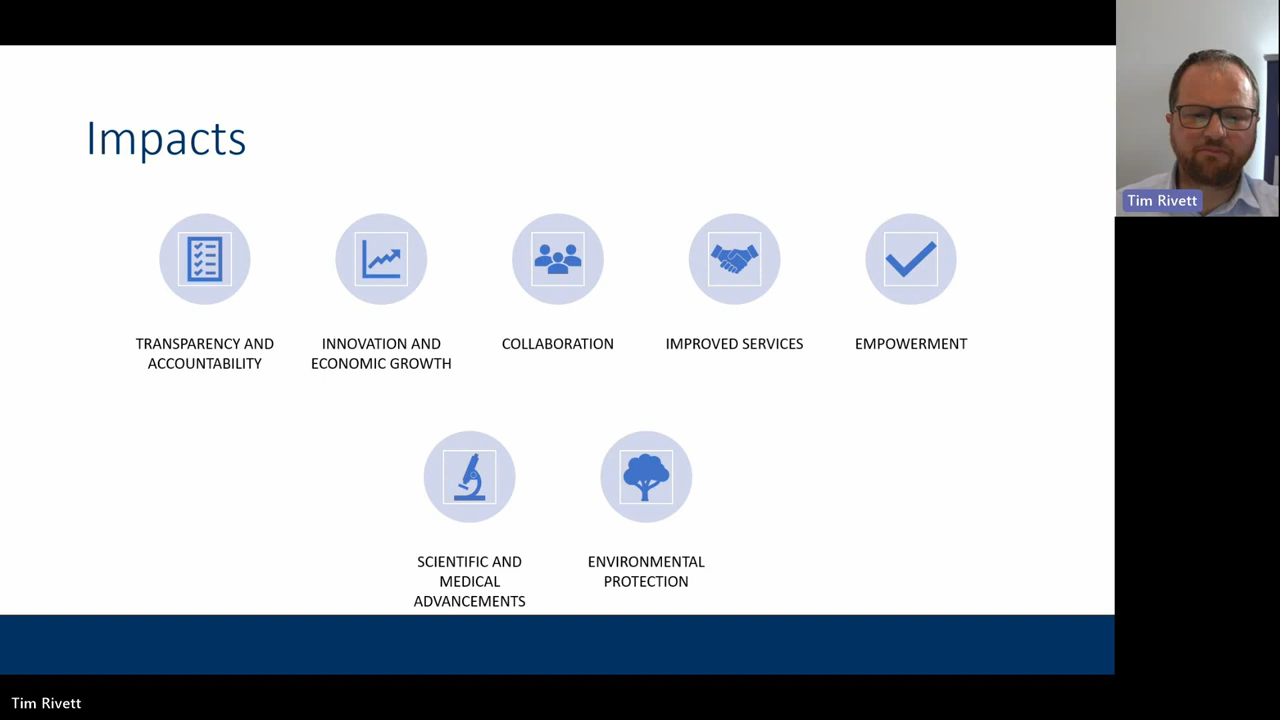 Impacts
Tim Rivett
TRANSPARENCY AND
ACCOUNTABILITY
INNOVATION AND
ECONOMIC GROWTH
COLLABORATION
IMPROVED SERVICES
EMPOWERMENT
SCIENTIFIC AND
MEDICAL
ADVANCEMENTS
ENVIRONMENTAL
PROTECTION
Tim Rivett